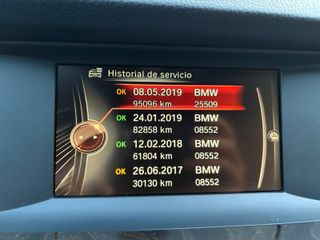 Historial de servicio
OK 08.05.2019 BMW
95096 km 25509
OK 24.01.2019 BMW
82858 km 08552
OK 12.02.2018 BMW
61804 km 08552
OK 26.06.2017 BMW
30130 km 08552